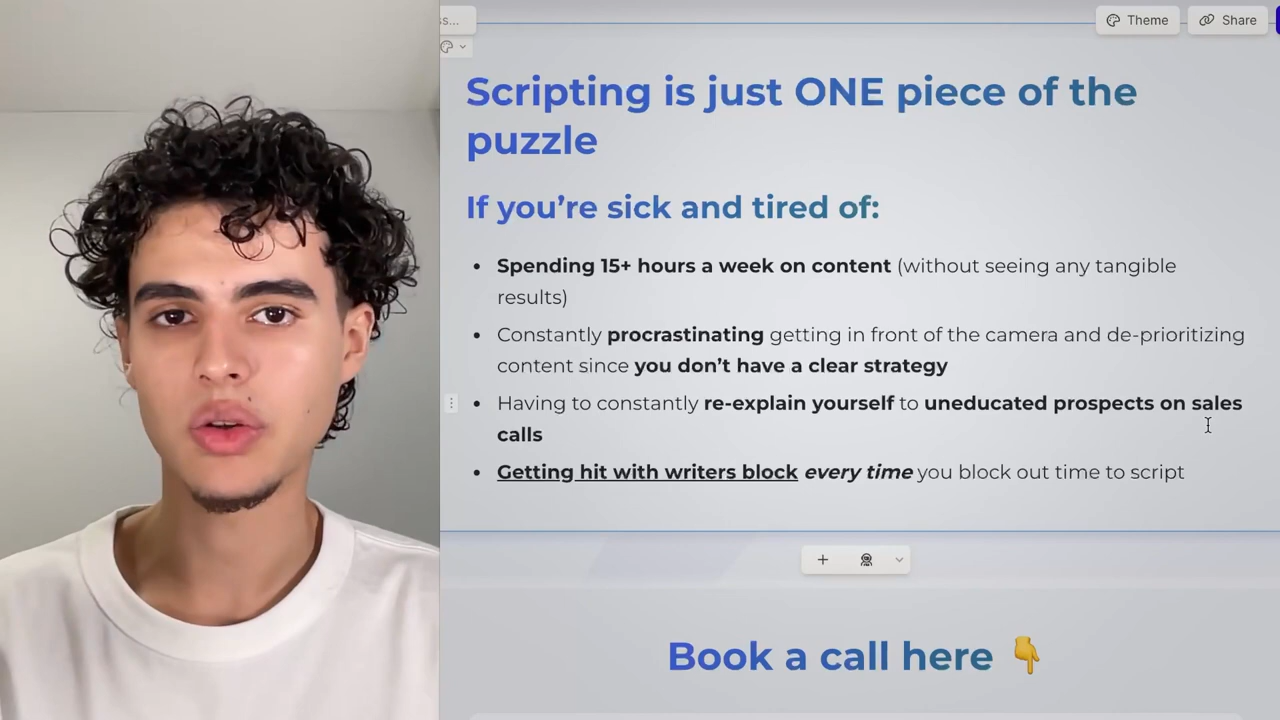 s...
Theme
Share
Scripting is just ONE piece of the
puzzle
If you’re sick and tired of:
• Spending 15+ hours a week on content (without seeing any tangible
results)
• Constantly procrastinating getting in front of the camera and de-prioritizing
content since you don’t have a clear strategy
• Having to constantly re-explain yourself to uneducated prospects on sales
calls
• Getting hit with writers block every time you block out time to script
Book a call here 👇